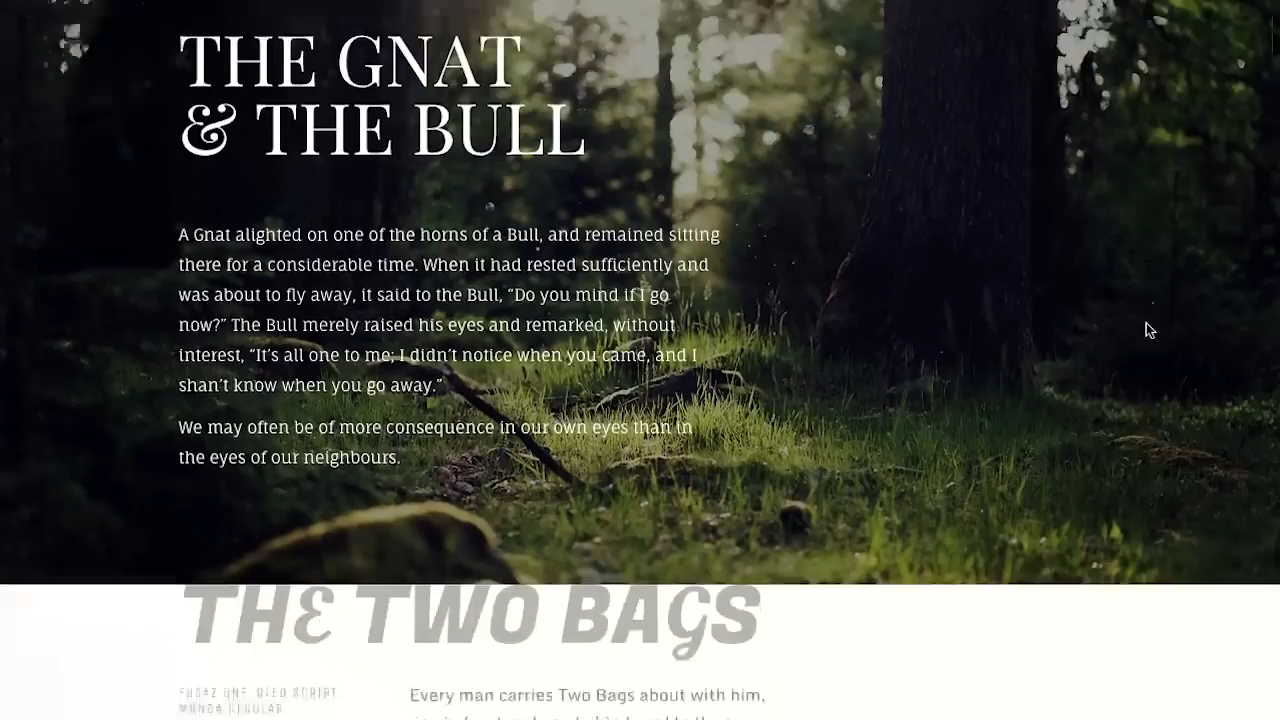 THE GNAT
& THE BULL
A Gnat alighted on one of the horns of a Bull, and remained sitting
there for a considerable time. When it had rested sufficiently and
was about to fly away, it said to the Bull, “Do you mind if I go
now?” The Bull merely raised his eyes and remarked, without
interest, “It’s all one to me; I didn’t notice when you came, and I
shan’t know when you go away.”
We may often be of more consequence in our own eyes than in
the eyes of our neighbours.
THE TWO BAGS
Every man carries Two Bags about with him,